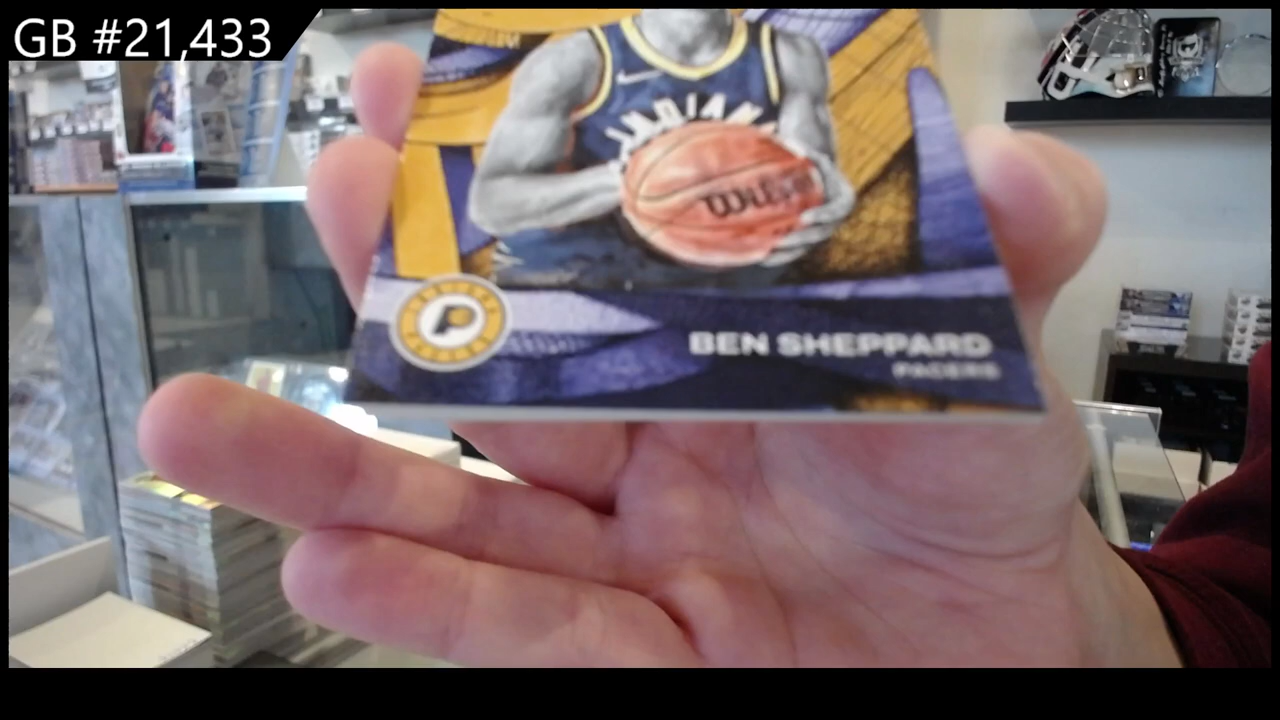 GB #21,433
INDIANA
WILSON
BEN SHEPPARD
PACERS